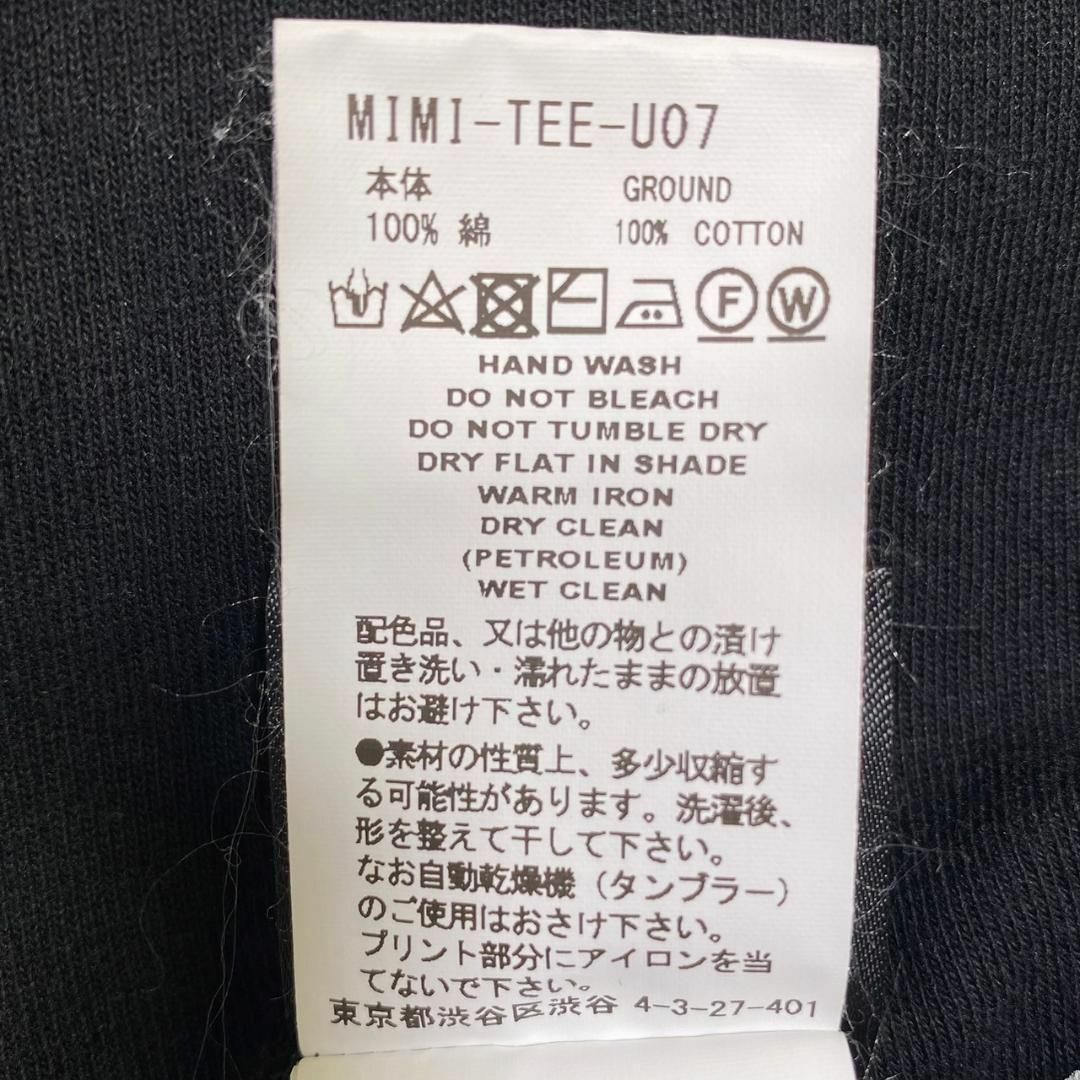 MIMI-TEE-U07
本体 GROUND
100% 綿 100% COTTON
F W
HAND WASH
DO NOT BLEACH
DO NOT TUMBLE DRY
DRY FLAT IN SHADE
WARM IRON
DRY CLEAN
(PETROLEUM)
WET CLEAN
配色品、又は他の物との漬け
置き洗い・濡れたままの放置
はお避け下さい。
●素材の性質上、多少収縮す
る可能性があります。洗濯後、
形を整えて干して下さい。
なお自動乾燥機（タンブラー）
のご使用はおさけ下さい。
プリント部分にアイロンを当
てないで下さい。
東京都渋谷区渋谷 4-3-27-401